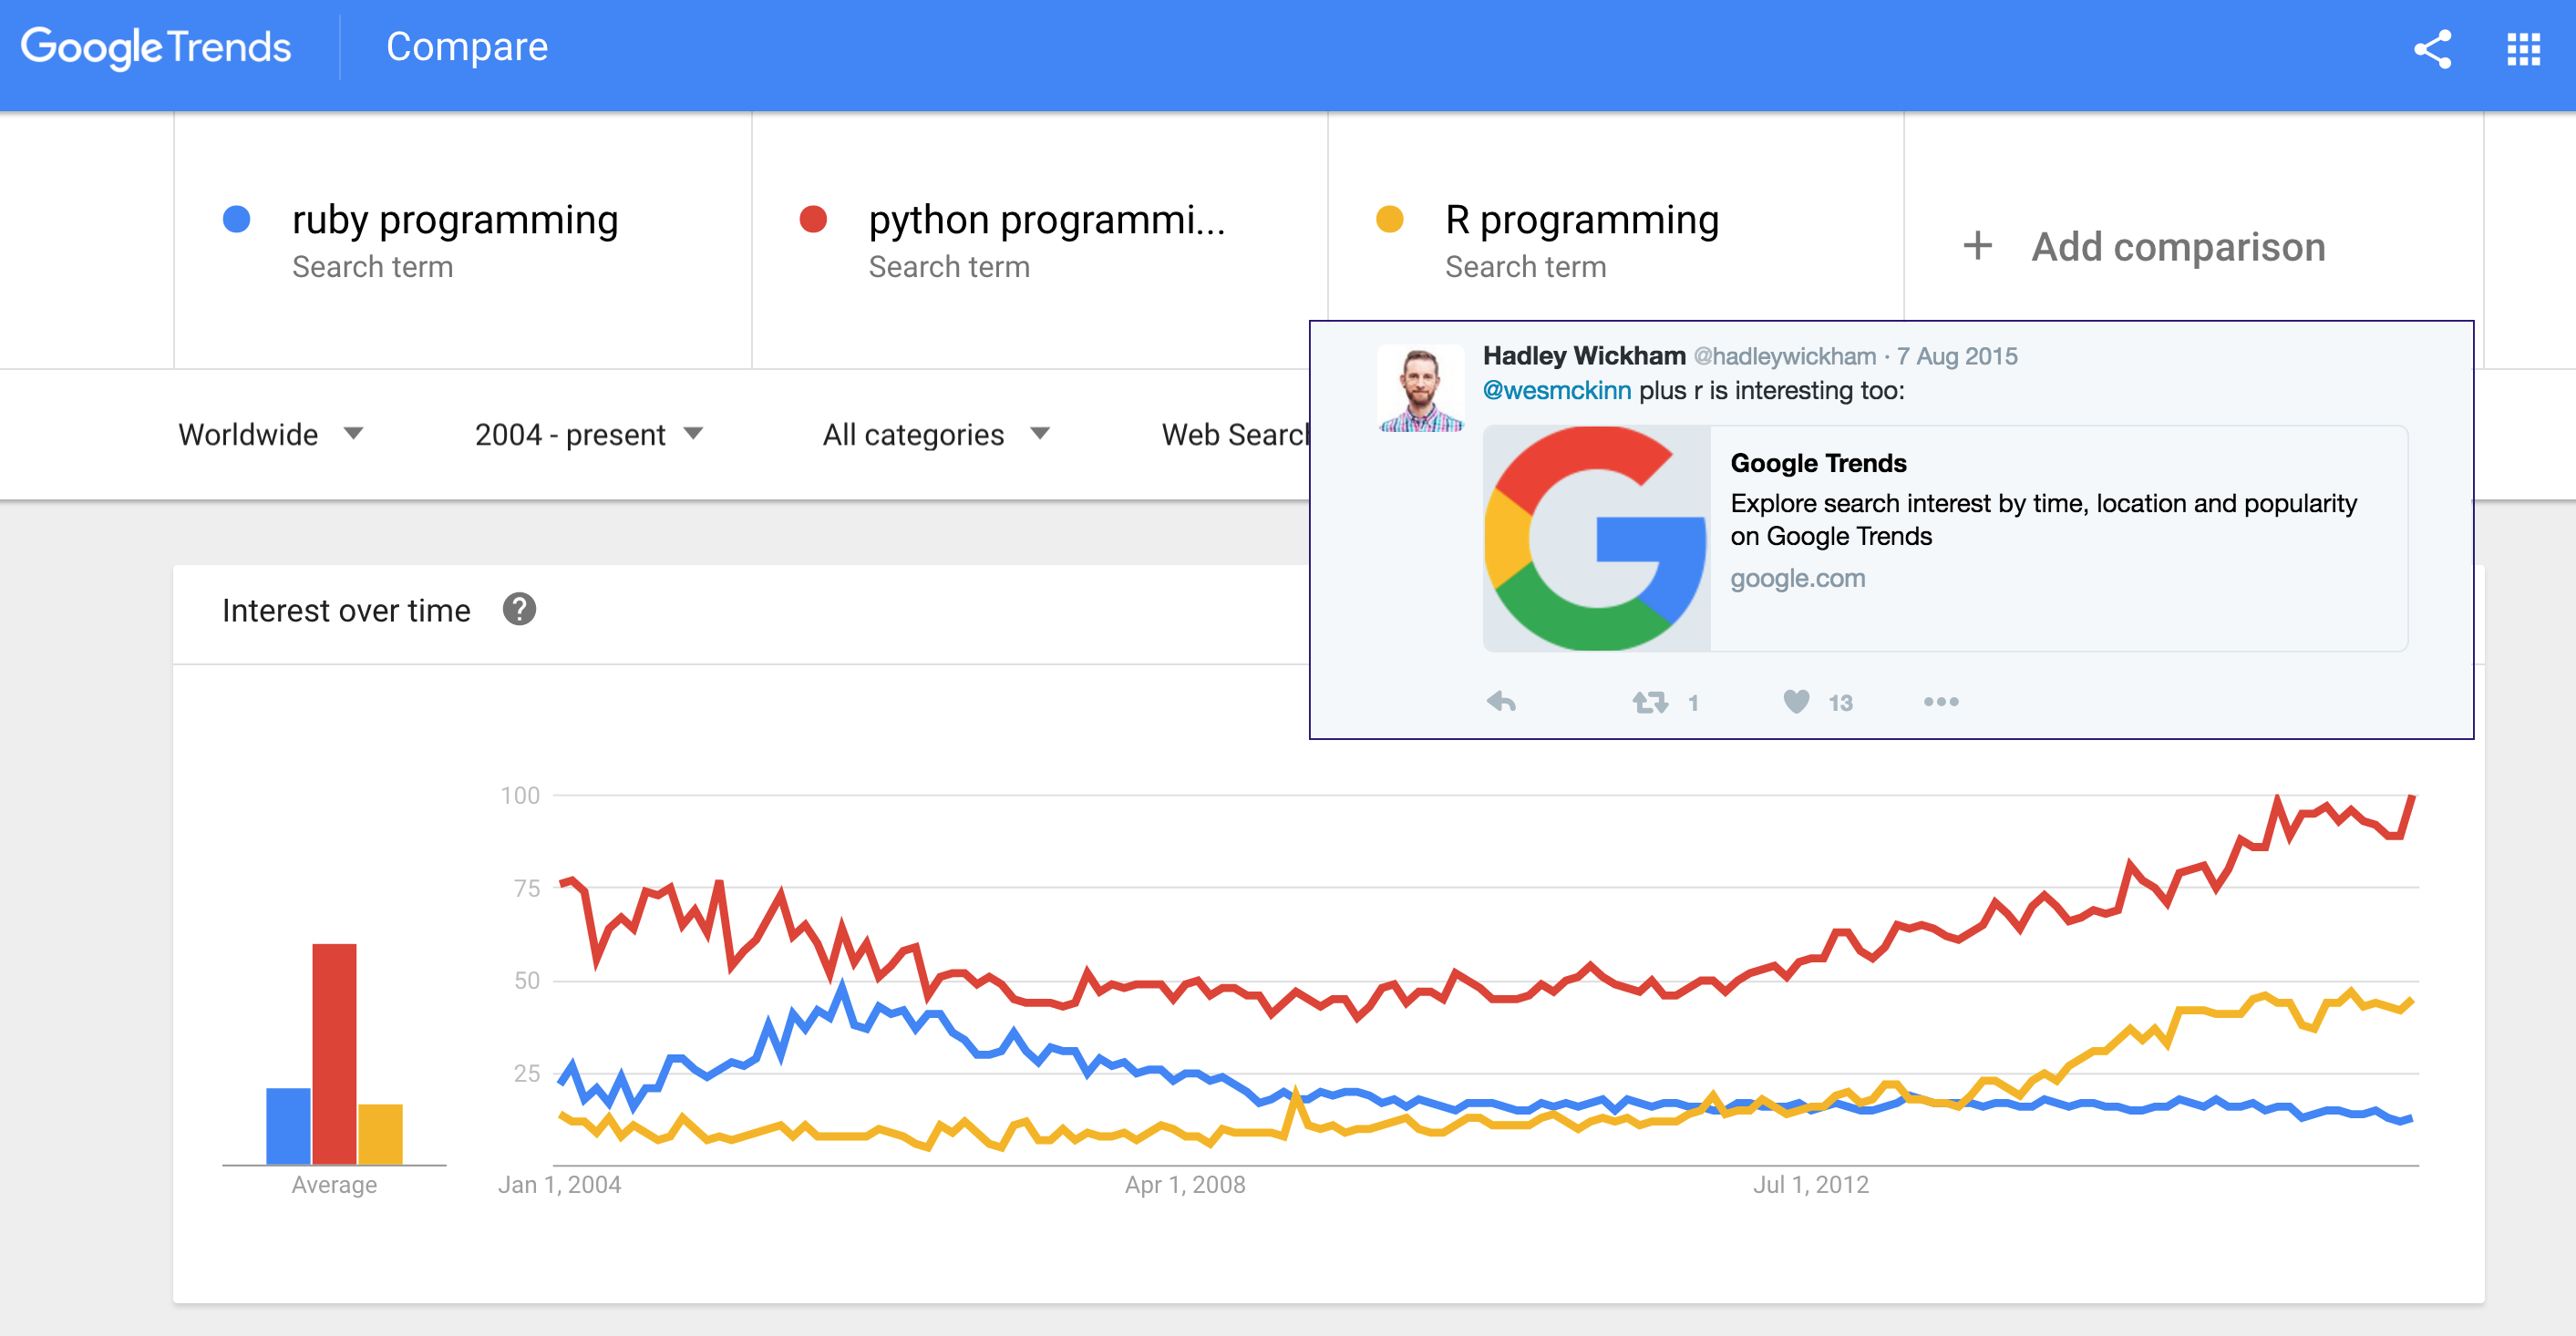 Google Trends Compare
ruby programming
Search term
python programmi...
Search term
R programming
Search term
+ Add comparison
Worldwide
2004 - present
All categories
Web Search
Hadley Wickham @hadleywickham · 7 Aug 2015
@wesmckinn plus r is interesting too:
Google Trends
Explore search interest by time, location and popularity
on Google Trends
google.com
1
13
Interest over time ?
100
75
50
25
Average
Jan 1, 2004
Apr 1, 2008
Jul 1, 2012